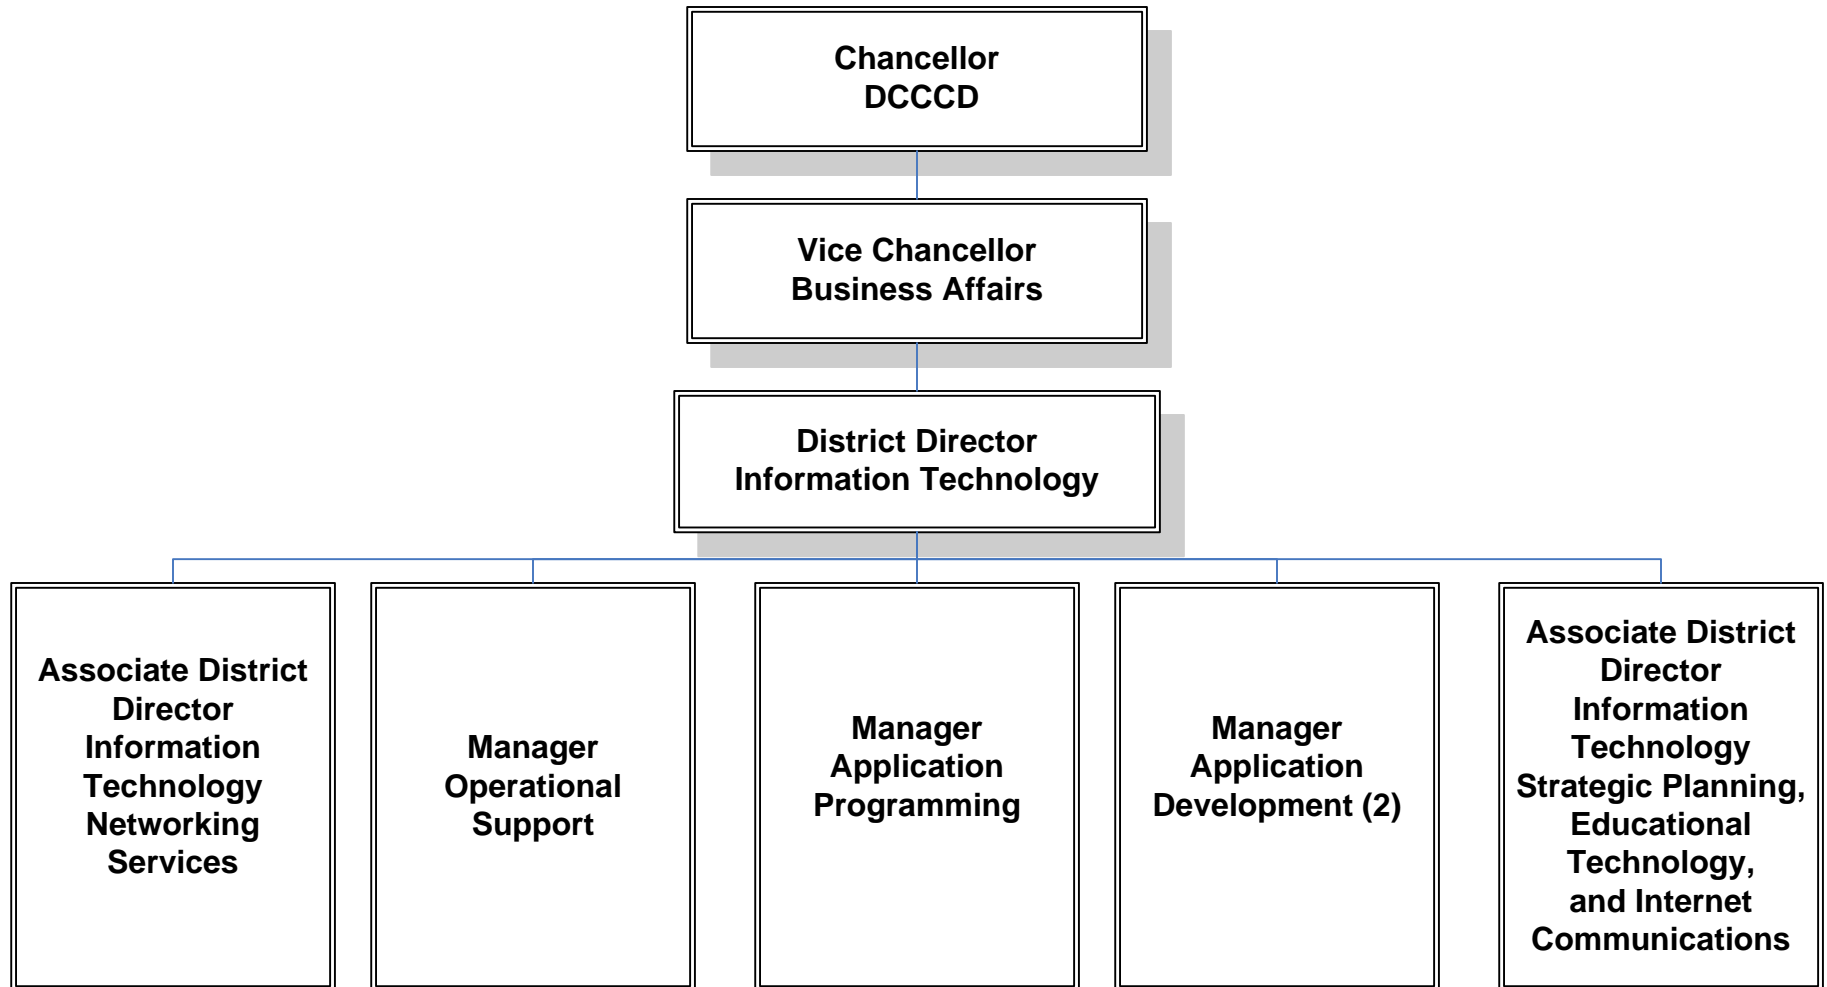 Chancellor
DCCCD
Vice Chancellor
Business Affairs
District Director
Information Technology
Associate District
Director
Information
Technology
Networking
Services
Manager
Operational
Support
Manager
Application
Programming
Manager
Application
Development (2)
Associate District
Director
Information
Technology
Strategic Planning,
Educational
Technology,
and Internet
Communications